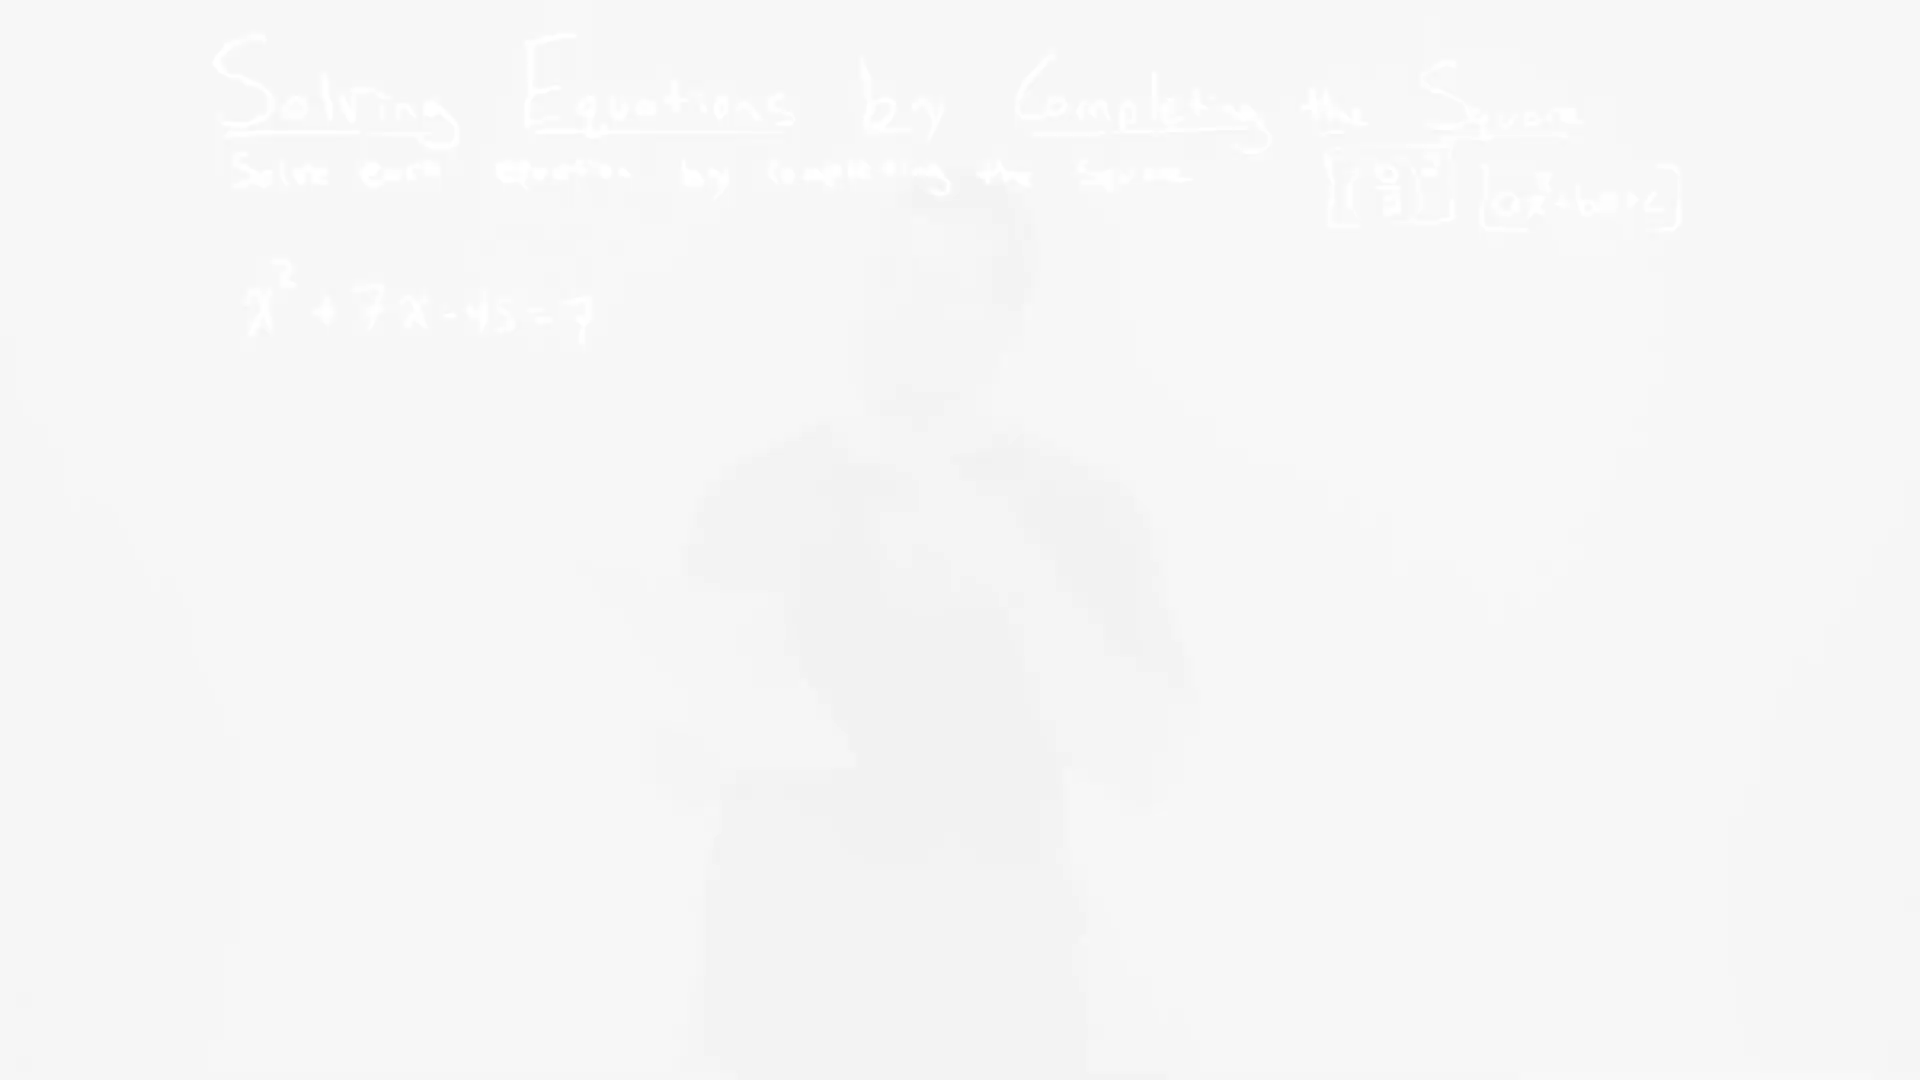 Solving Equations by Completing the Square
Solve each equation by completing the square
[(b/2)²] [ax²+bx+c]
x² + 7x - 45 = 7